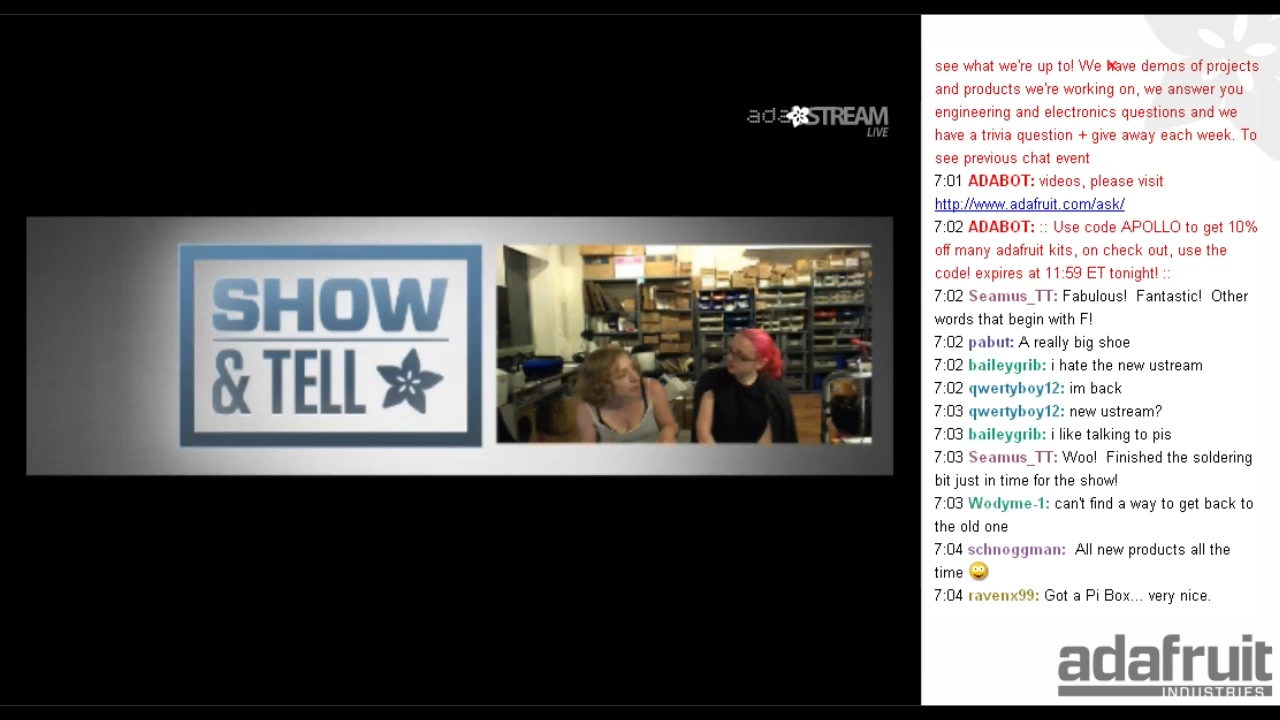 ada STREAM
LIVE
SHOW
& TELL
see what we're up to! We have demos of projects
and products we're working on, we answer you
engineering and electronics questions and we
have a trivia question + give away each week. To
see previous chat event
7:01 ADABOT: videos, please visit
http://www.adafruit.com/ask/
7:02 ADABOT: :: Use code APOLLO to get 10%
off many adafruit kits, on check out, use the
code! expires at 11:59 ET tonight! ::
7:02 Seamus_TT: Fabulous! Fantastic! Other
words that begin with F!
7:02 pabut: A really big shoe
7:02 baileygrib: i hate the new ustream
7:02 qwertyboy12: im back
7:03 qwertyboy12: new ustream?
7:03 baileygrib: i like talking to pis
7:03 Seamus_TT: Woo! Finished the soldering
bit just in time for the show!
7:03 Wodyme-1: can't find a way to get back to
the old one
7:04 schnoggman: All new products all the
time
7:04 ravenx99: Got a Pi Box... very nice.
adafruit
INDUSTRIES